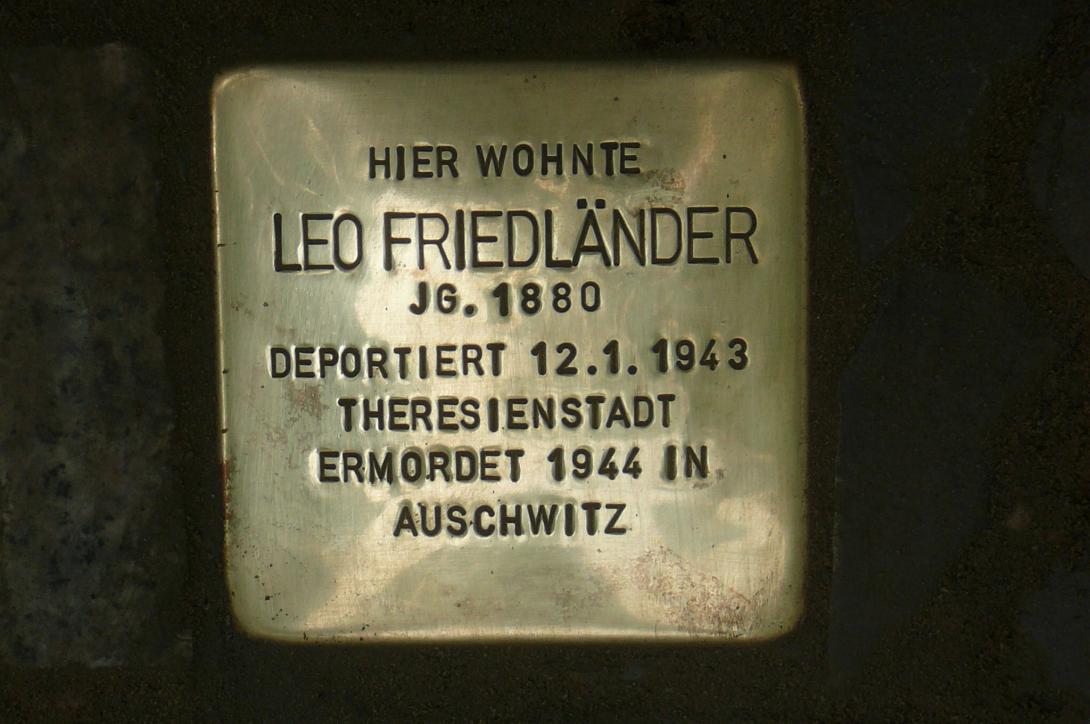 HIER WOHNTE
LEO FRIEDLÄNDER
JG. 1880
DEPORTIERT 12.1.1943
THERESIENSTADT
ERMORDET 1944 IN
AUSCHWITZ